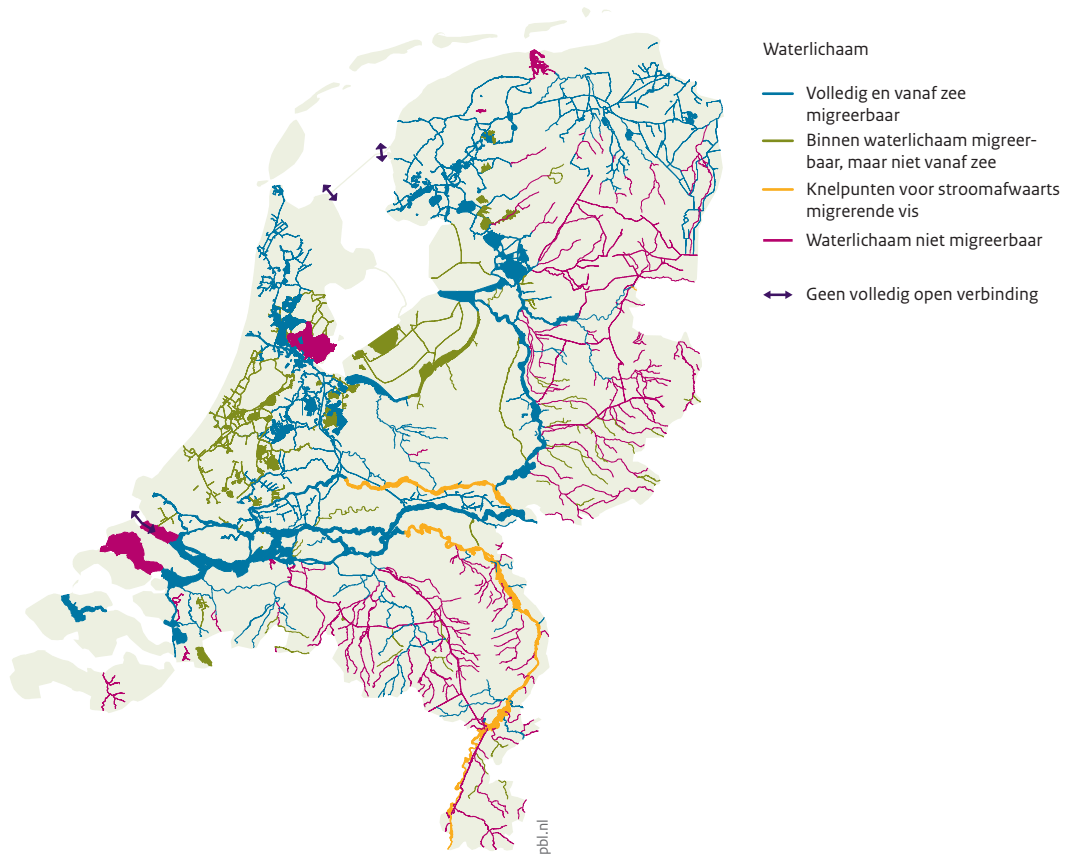 Waterlichaam
Volledig en vanaf zee
migreerbaar
Binnen waterlichaam migreer-
baar, maar niet vanaf zee
Knelpunten voor stroomafwaarts
migrerende vis
Waterlichaam niet migreerbaar
Geen volledig open verbinding
pbl.nl